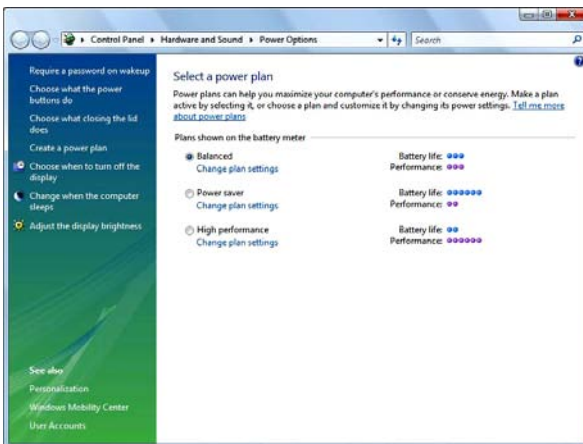 Control Panel ▸ Hardware and Sound ▸ Power Options
Search
Require a password on wakeup
Choose what the power
buttons do
Choose what closing the lid
does
Create a power plan
Choose when to turn off the
display
Change when the computer
sleeps
Adjust the display brightness
See also
Personalization
Windows Mobility Center
User Accounts
Select a power plan
Power plans can help you maximize your computer's performance or conserve energy. Make a plan
active by selecting it, or choose a plan and customize it by changing its power settings. Tell me more
about power plans
Plans shown on the battery meter
Balanced Battery life:
Change plan settings Performance:
Power saver Battery life:
Change plan settings Performance:
High performance Battery life:
Change plan settings Performance: